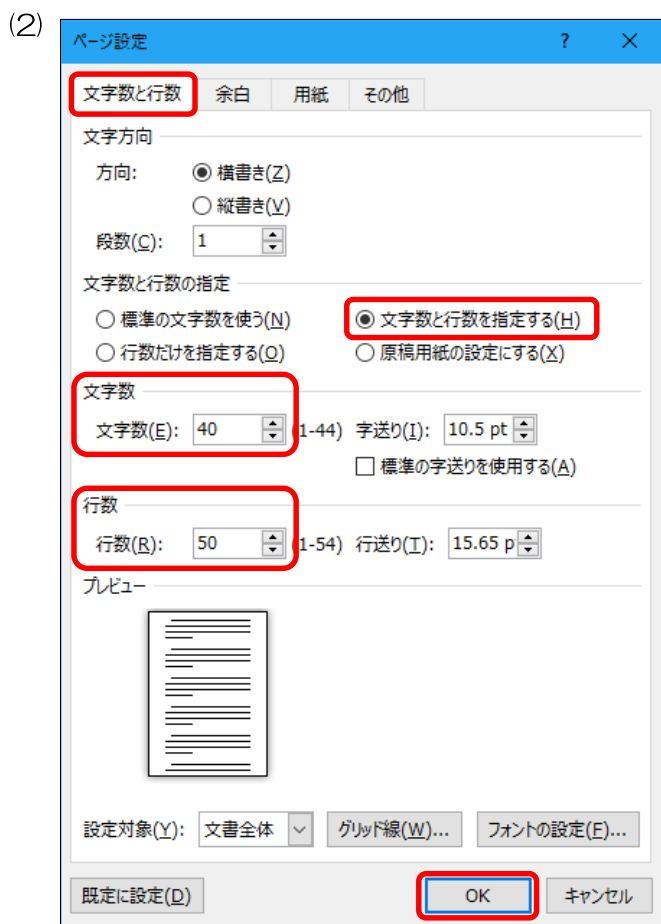 (2)
ページ設定 ? ×
文字数と行数 余白 用紙 その他
文字方向
方向: 横書き(Z)
縦書き(V)
段数(C): 1
文字数と行数の指定
標準の文字数を使う(N) 文字数と行数を指定する(H)
行数だけを指定する(O) 原稿用紙の設定にする(X)
文字数
文字数(E): 40 (1-44) 字送り(I): 10.5 pt
標準の字送りを使用する(A)
行数
行数(R): 50 (1-54) 行送り(T): 15.65 p
プレビュー
設定対象(Y): 文書全体 グリッド線(W)... フォントの設定(F)...
既定に設定(D) OK キャンセル